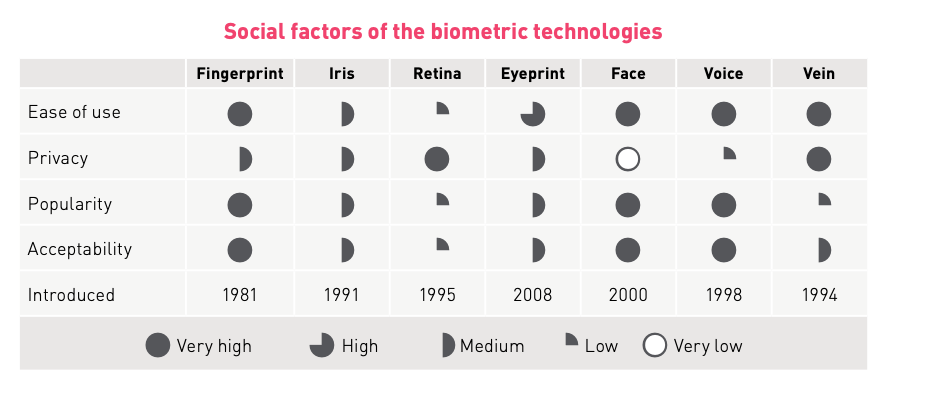 Social factors of the biometric technologies
Fingerprint Iris Retina Eyeprint Face Voice Vein
Ease of use
Privacy
Popularity
Acceptability
Introduced 1981 1991 1995 2008 2000 1998 1994
Very high High Medium Low Very low